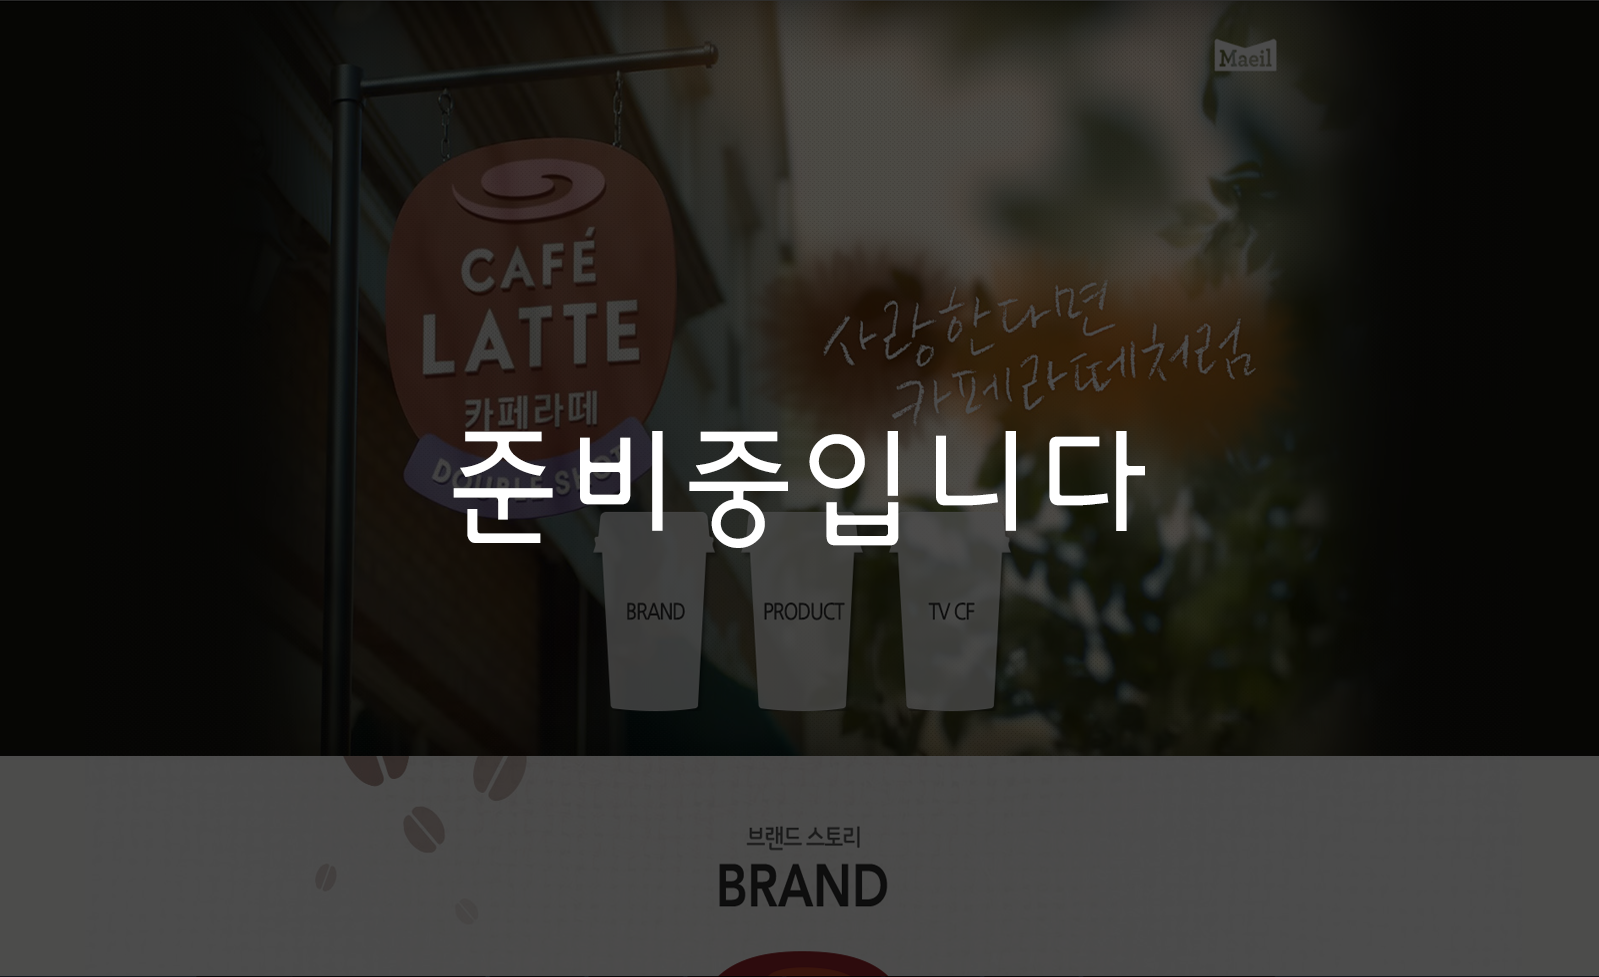 Maeil
CAFÉ
LATTE
카페라떼
DOUBLE SHOT
사랑한다면
카페라떼처럼
준비중입니다
BRAND
PRODUCT
TV CF
브랜드 스토리
BRAND